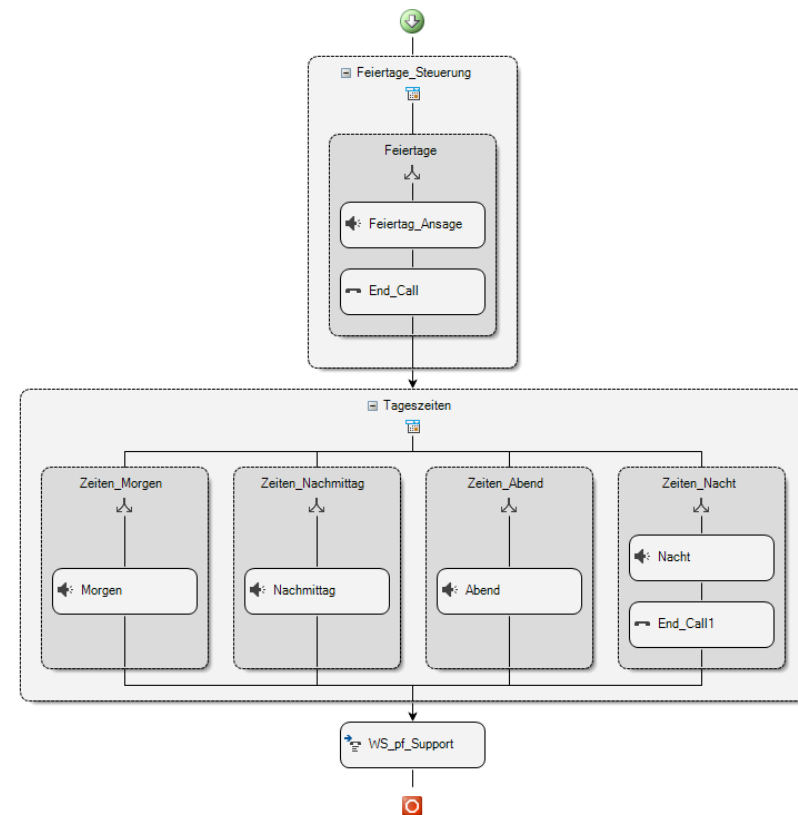 Feiertage_Steuerung
Feiertage
Feiertag_Ansage
End_Call
Tageszeiten
Zeiten_Morgen
Zeiten_Nachmittag
Zeiten_Abend
Zeiten_Nacht
Nacht
Morgen
Nachmittag
Abend
End_Call1
WS_pf_Support